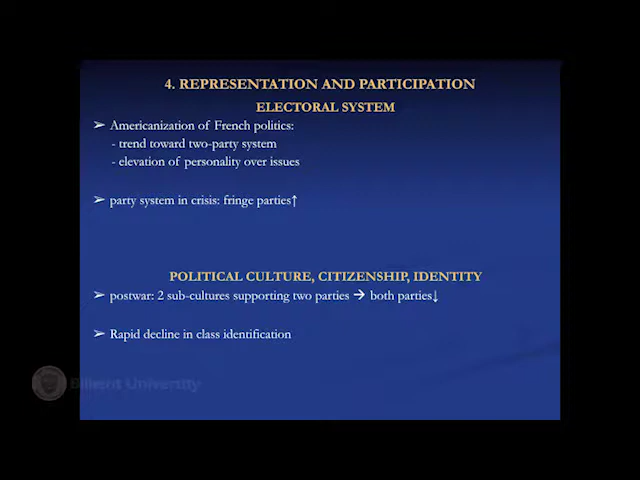 4. REPRESENTATION AND PARTICIPATION
ELECTORAL SYSTEM
➢ Americanization of French politics:
- trend toward two-party system
- elevation of personality over issues
➢ party system in crisis: fringe parties↑
POLITICAL CULTURE, CITIZENSHIP, IDENTITY
➢ postwar: 2 sub-cultures supporting two parties → both parties↓
➢ Rapid decline in class identification
Bilkent University